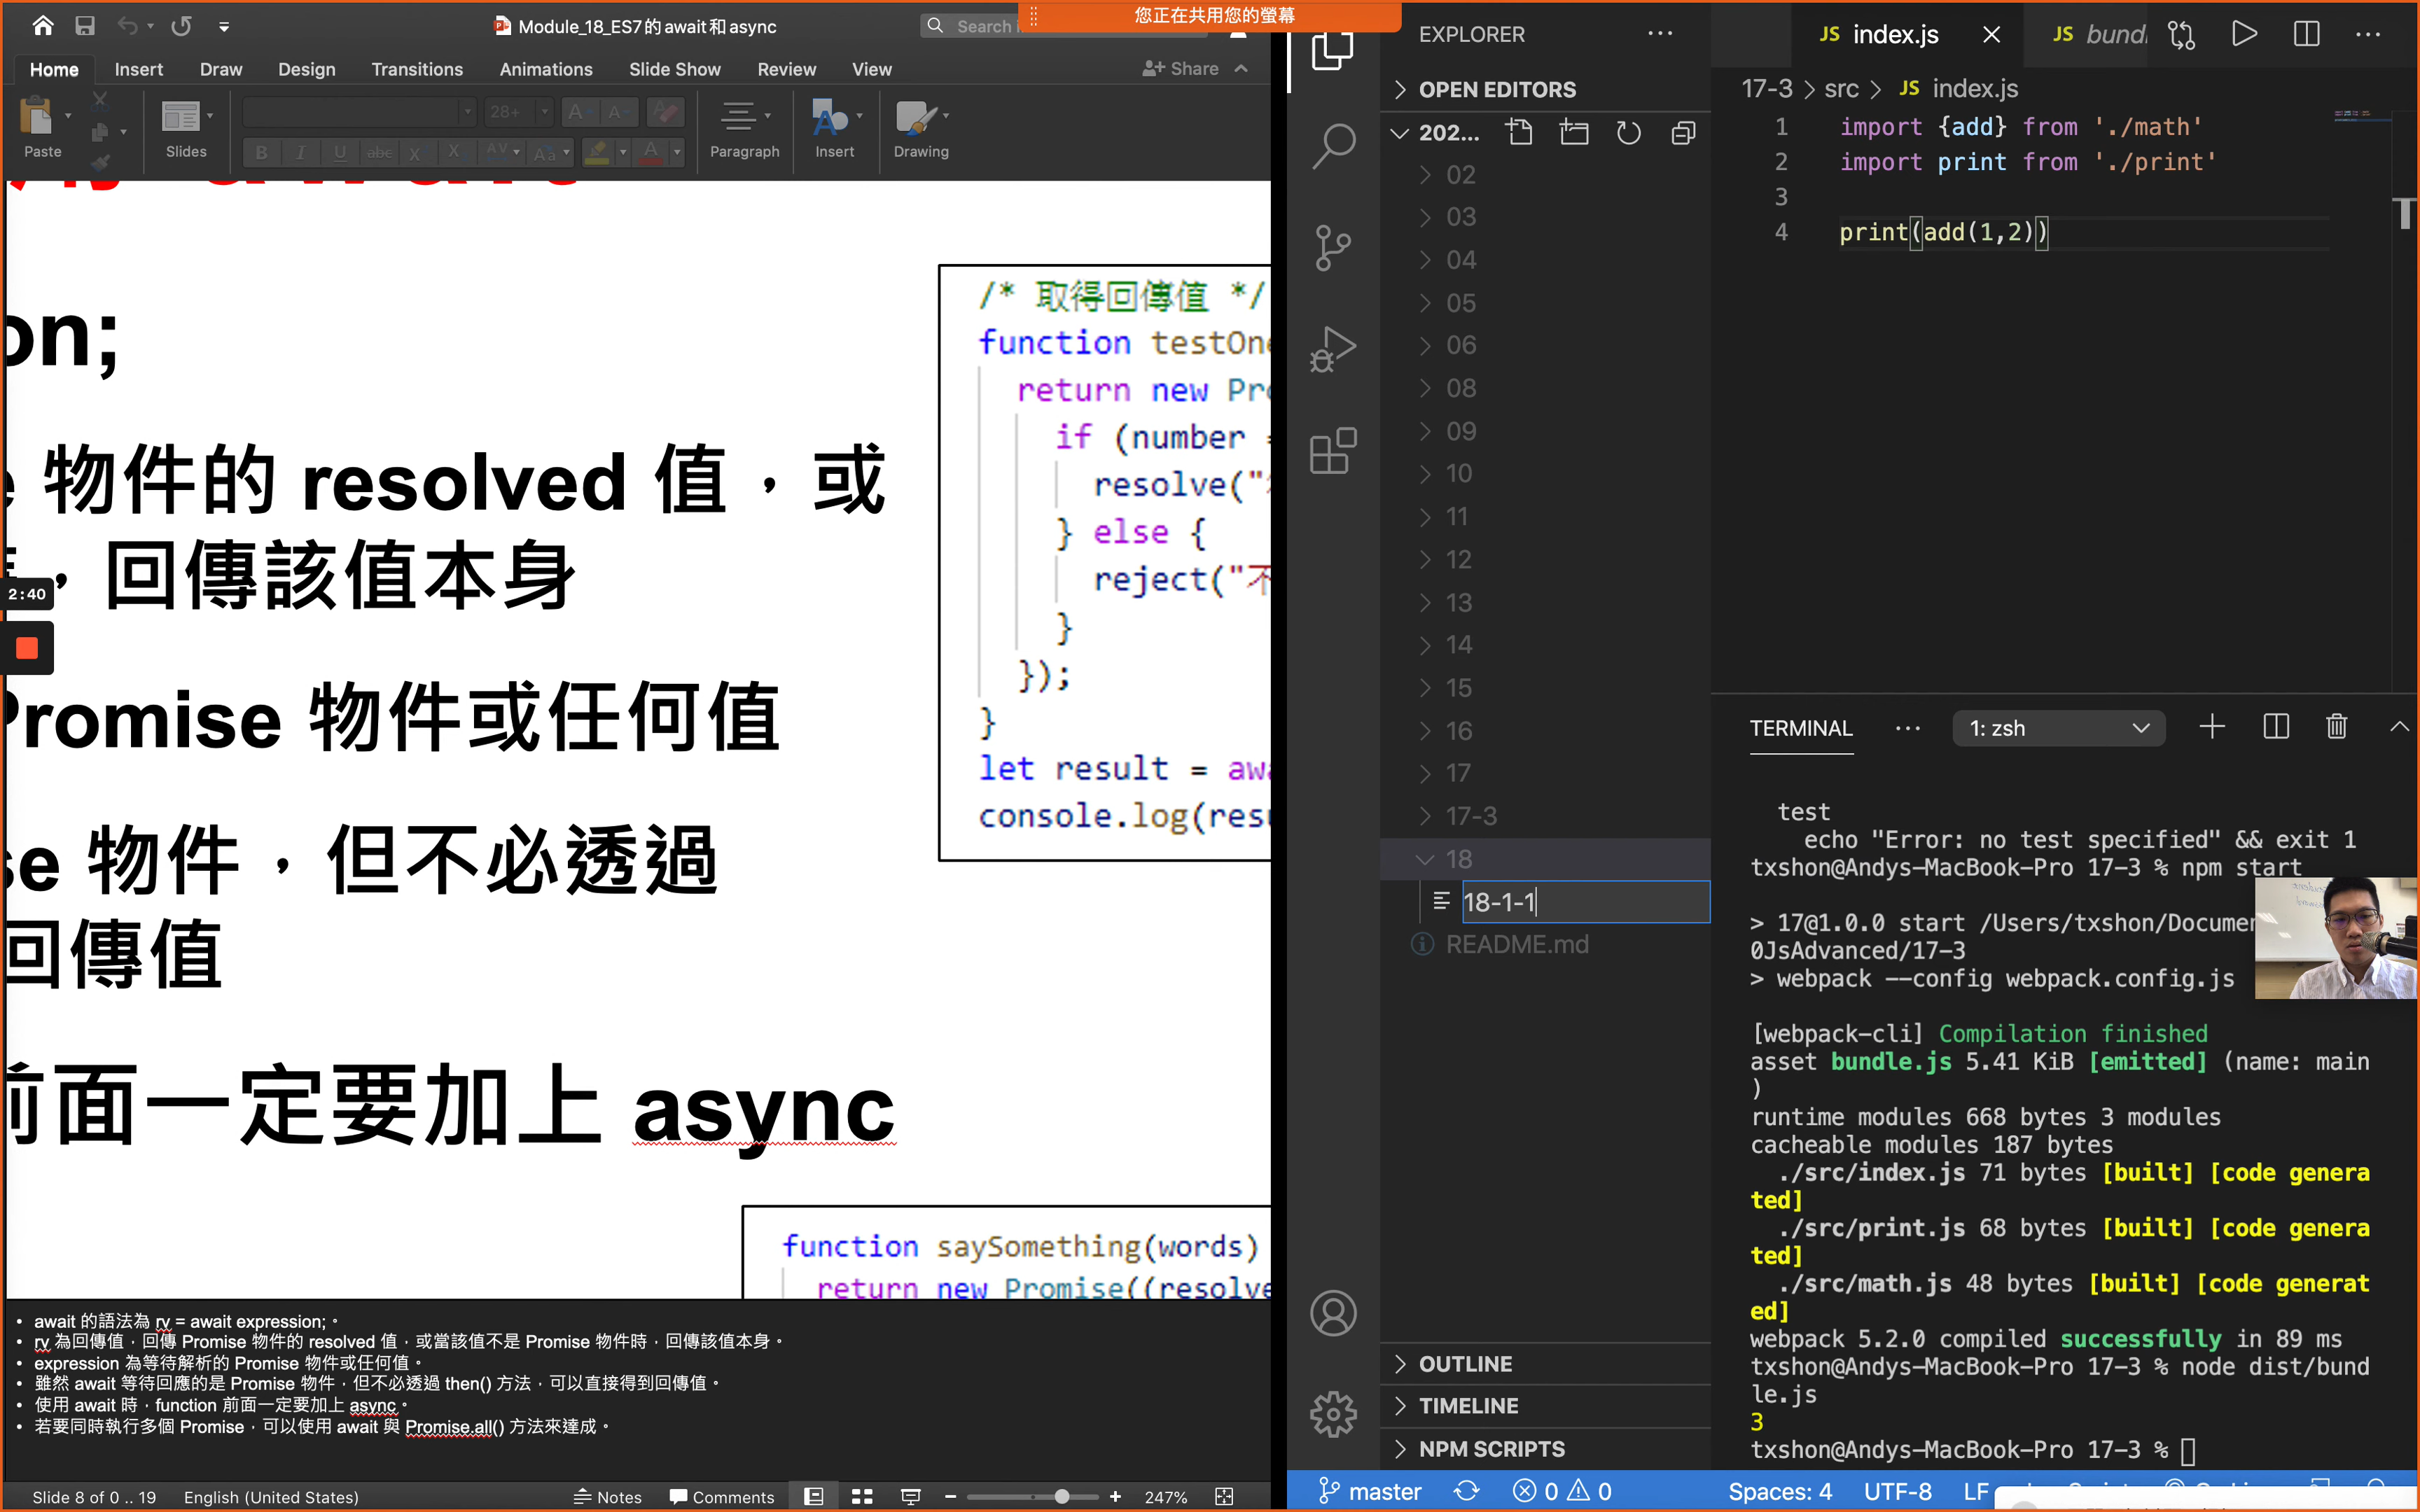 您正在共用您的螢幕
Module_18_ES7的await和async
Search i
Home Insert Draw Design Transitions Animations Slide Show Review View
Share
Paste
Slides
28+
Paragraph
Insert
Drawing
on;
物件的 resolved 值，或
，回傳該值本身
Promise 物件或任何值
se 物件，但不必透過
回傳值
前面一定要加上 async
2:40
/* 取得回傳值 */
function testOne
return new Pro
if (number =
resolve("
} else {
reject("不
}
});
}
let result = awa
console.log(resu
function saySomething(words)
return new Promise((resolve
• await 的語法為 rv = await expression;。
• rv 為回傳值，回傳 Promise 物件的 resolved 值，或當該值不是 Promise 物件時，回傳該值本身。
• expression 為等待解析的 Promise 物件或任何值。
• 雖然 await 等待回應的是 Promise 物件，但不必透過 then() 方法，可以直接得到回傳值。
• 使用 await 時，function 前面一定要加上 async。
• 若要同時執行多個 Promise，可以使用 await 與 Promise.all() 方法來達成。
Slide 8 of 0 .. 19 English (United States) Notes Comments 247%
EXPLORER
OPEN EDITORS
202...
02
03
04
05
06
08
09
10
11
12
13
14
15
16
17
17-3
18
18-1-1
README.md
OUTLINE
TIMELINE
NPM SCRIPTS
JS index.js
JS bundl
17-3 > src > JS index.js
1 import {add} from './math'
2 import print from './print'
3
4 print(add(1,2))
TERMINAL
1: zsh
test
echo "Error: no test specified" && exit 1
txshon@Andys-MacBook-Pro 17-3 % npm start
> 17@1.0.0 start /Users/txshon/Documen
0JsAdvanced/17-3
> webpack --config webpack.config.js
[webpack-cli] Compilation finished
asset bundle.js 5.41 KiB [emitted] (name: main
)
runtime modules 668 bytes 3 modules
cacheable modules 187 bytes
./src/index.js 71 bytes [built] [code genera
ted]
./src/print.js 68 bytes [built] [code genera
ted]
./src/math.js 48 bytes [built] [code generat
ed]
webpack 5.2.0 compiled successfully in 89 ms
txshon@Andys-MacBook-Pro 17-3 % node dist/bund
le.js
3
txshon@Andys-MacBook-Pro 17-3 %
master 0 0 Spaces: 4 UTF-8 LF